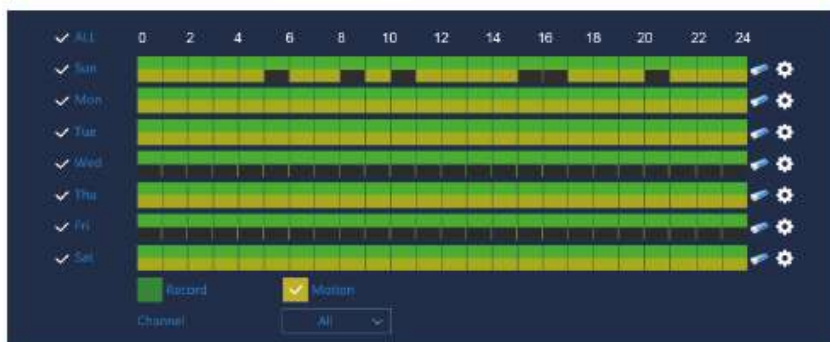 ALL 0 2 4 6 8 10 12 14 16 18 20 22 24
Sun
Mon
Tue
Wed
Thu
Fri
Sat
Record Motion
Channel All